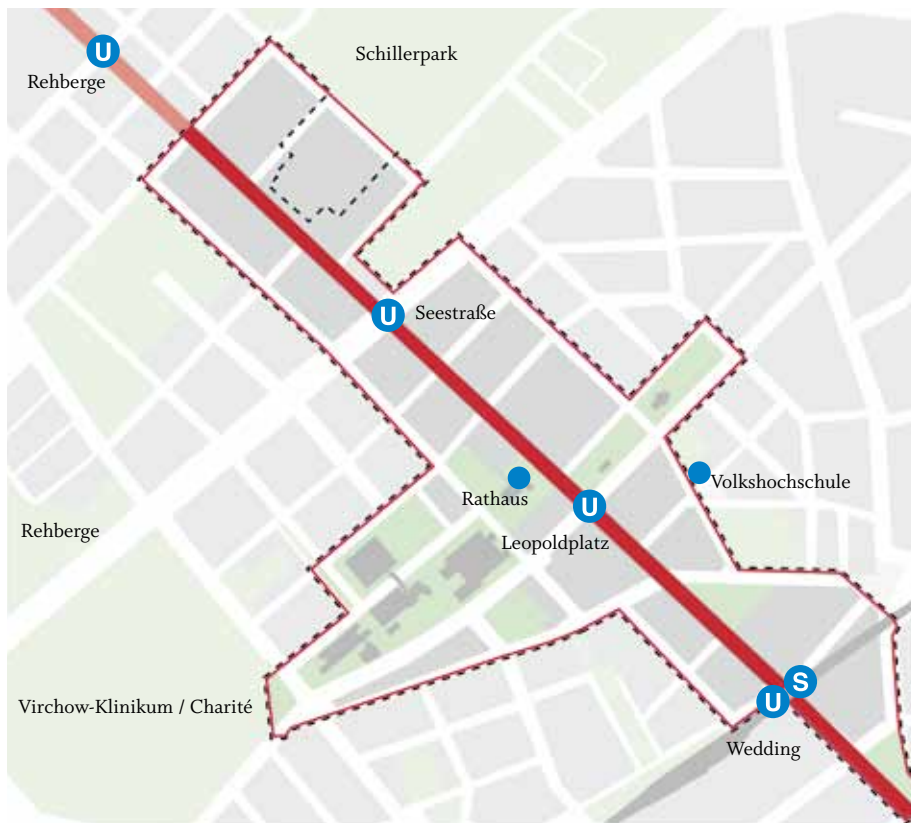 U
Schillerpark
Rehberge
U
Seestraße
Rathaus
Volkshochschule
U
Leopoldplatz
Rehberge
S
U
Virchow-Klinikum / Charité
Wedding